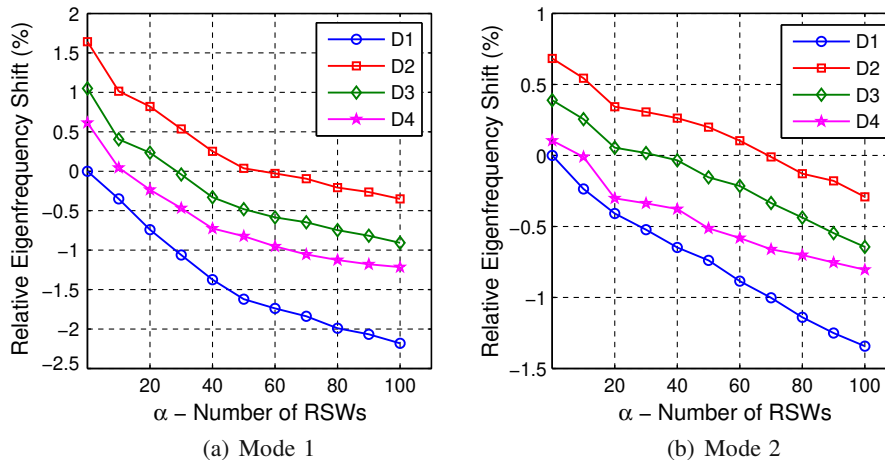 Relative Eigenfrequency Shift (%)
2
1.5
1
0.5
0
−0.5
−1
−1.5
−2
−2.5
20
40
60
80
100
α − Number of RSWs
D1
D2
D3
D4
(a) Mode 1
Relative Eigenfrequency Shift (%)
1
0.5
0
−0.5
−1
−1.5
20
40
60
80
100
α − Number of RSWs
D1
D2
D3
D4
(b) Mode 2